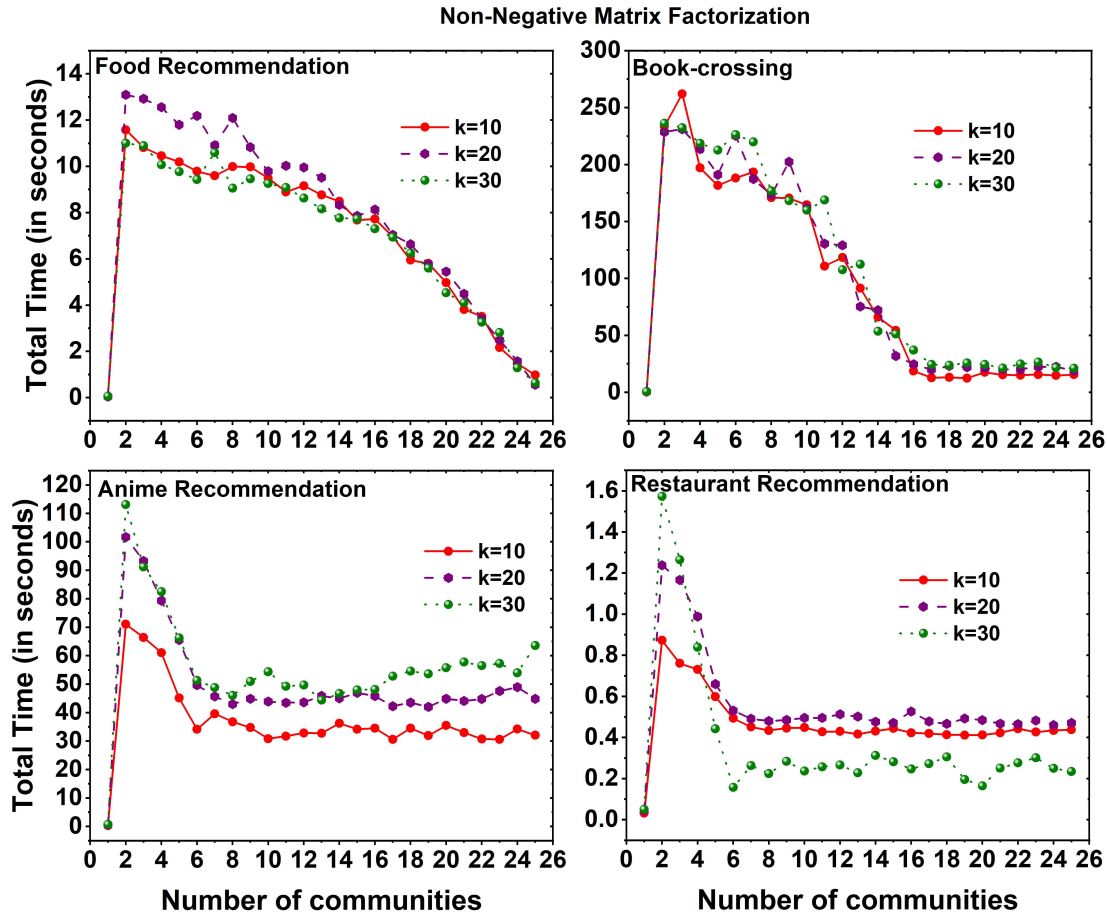 Non-Negative Matrix Factorization
Food Recommendation
Total Time (in seconds)
14
12
10
8
6
4
2
0
k=10
k=20
k=30
0 2 4 6 8 10 12 14 16 18 20 22 24 26
Book-crossing
300
250
200
150
100
50
0
k=10
k=20
k=30
0 2 4 6 8 10 12 14 16 18 20 22 24 26
Anime Recommendation
Total Time (in seconds)
120
110
100
90
80
70
60
50
40
30
20
10
0
k=10
k=20
k=30
0 2 4 6 8 10 12 14 16 18 20 22 24 26
Number of communities
Restaurant Recommendation
1.6
1.4
1.2
1.0
0.8
0.6
0.4
0.2
0.0
k=10
k=20
k=30
0 2 4 6 8 10 12 14 16 18 20 22 24 26
Number of communities